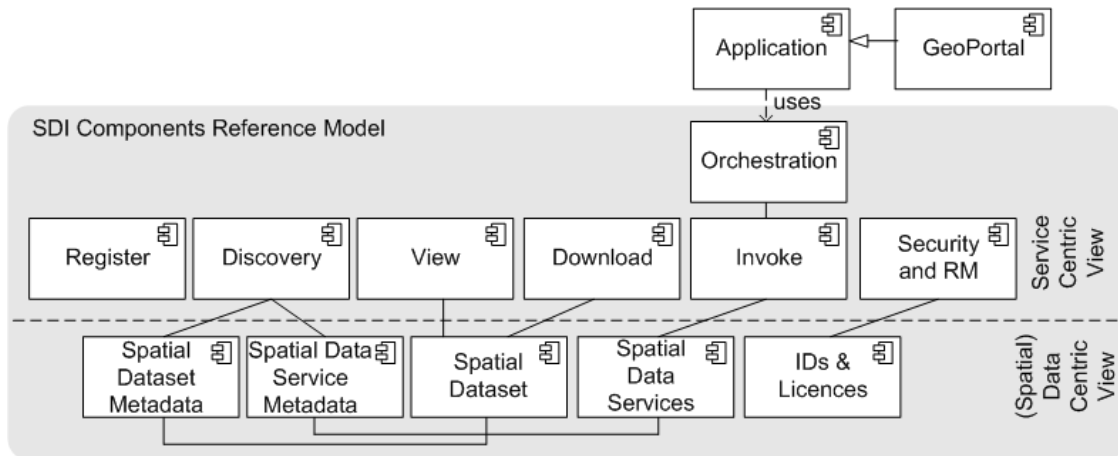 Application
GeoPortal
uses
SDI Components Reference Model
Orchestration
Register
Discovery
View
Download
Invoke
Security
and RM
Service
Centric
View
Spatial
Dataset
Metadata
Spatial Data
Service
Metadata
Spatial
Dataset
Spatial
Data
Services
IDs &
Licences
(Spatial)
Data
Centric
View